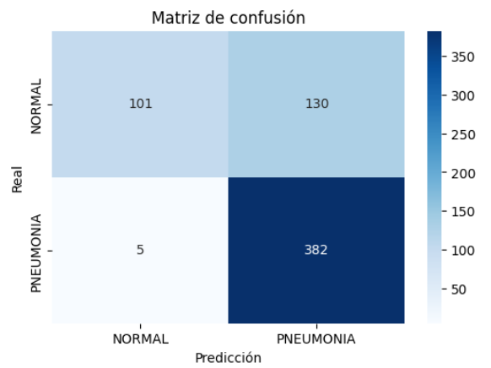 Matriz de confusión
NORMAL
101
130
350
300
250
200
150
100
50
Real
PNEUMONIA
5
382
NORMAL
PNEUMONIA
Predicción